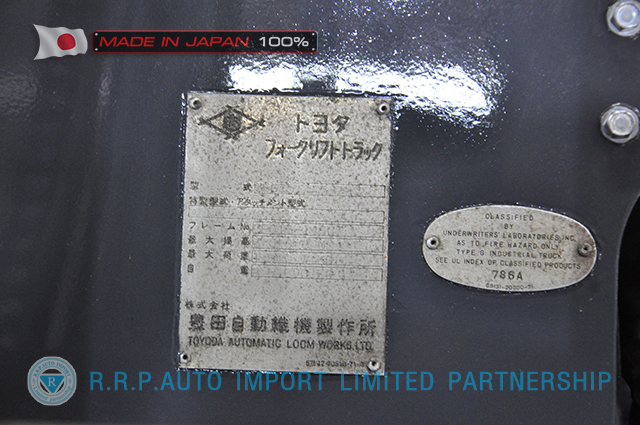 MADE IN JAPAN 100%
トヨタ
フォークリフトトラック
型 式
特装型式・アタッチメント型式
フレームNo.
最大揚高
最大荷重
自 重
株式会社
豊田自動織機製作所
TOYODA AUTOMATIC LOOM WORKS, LTD.
CLASSIFIED
BY
UNDERWRITERS' LABORATORIES, INC.
AS TO FIRE HAZARD ONLY
TYPE G INDUSTRIAL TRUCK
SEE UL INDEX OF CLASSIFIED PRODUCTS
786A
R.R.P.AUTO IMPORT LIMITED PARTNERSHIP